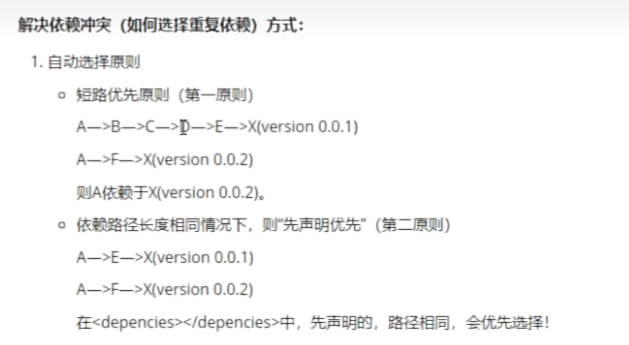 解决依赖冲突（如何选择重复依赖）方式：
1. 自动选择原则
○ 短路优先原则（第一原则）
A—>B—>C—>D—>E—>X(version 0.0.1)
A—>F—>X(version 0.0.2)
则A依赖于X(version 0.0.2)。
○ 依赖路径长度相同情况下，则“先声明优先”（第二原则）
A—>E—>X(version 0.0.1)
A—>F—>X(version 0.0.2)
在<depencies></depencies>中，先声明的，路径相同，会优先选择！